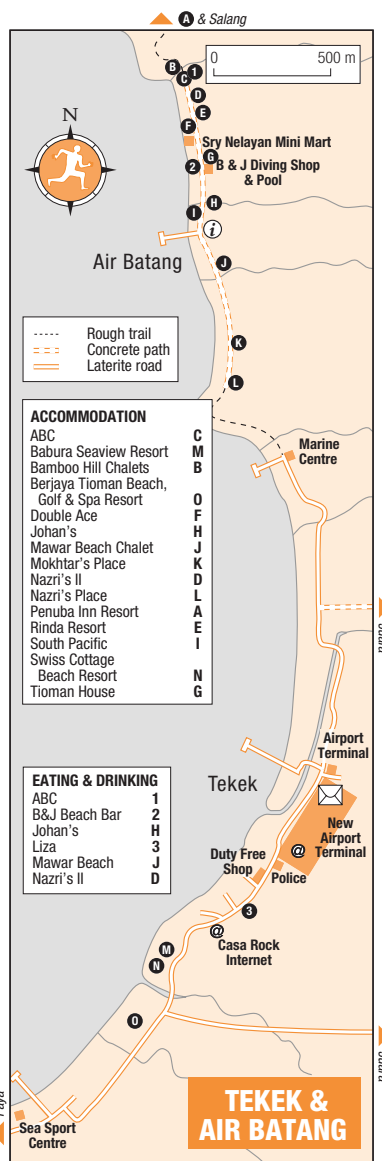 A & Salang
0 500 m
B
C
1
D
E
F
Sry Nelayan Mini Mart
G
2
B & J Diving Shop
& Pool
N
H
I
i
Air Batang
J
K
L
Rough trail
Concrete path
Laterite road
ACCOMMODATION
ABC C
Babura Seaview Resort M
Bamboo Hill Chalets B
Berjaya Tioman Beach,
Golf & Spa Resort O
Double Ace F
Johan's H
Mawar Beach Chalet J
Mokhtar's Place K
Nazri's II D
Nazri's Place L
Penuba Inn Resort A
Rinda Resort E
South Pacific I
Swiss Cottage
Beach Resort N
Tioman House G
Marine
Centre
Airport
Terminal
Tekek
EATING & DRINKING
ABC 1
B&J Beach Bar 2
Johan's H
Liza 3
Mawar Beach J
Nazri's II D
New
Airport
Terminal
@
Duty Free
Shop
Police
3
@
Casa Rock
Internet
M
N
O
Sea Sport
Centre
TEKEK &
AIR BATANG